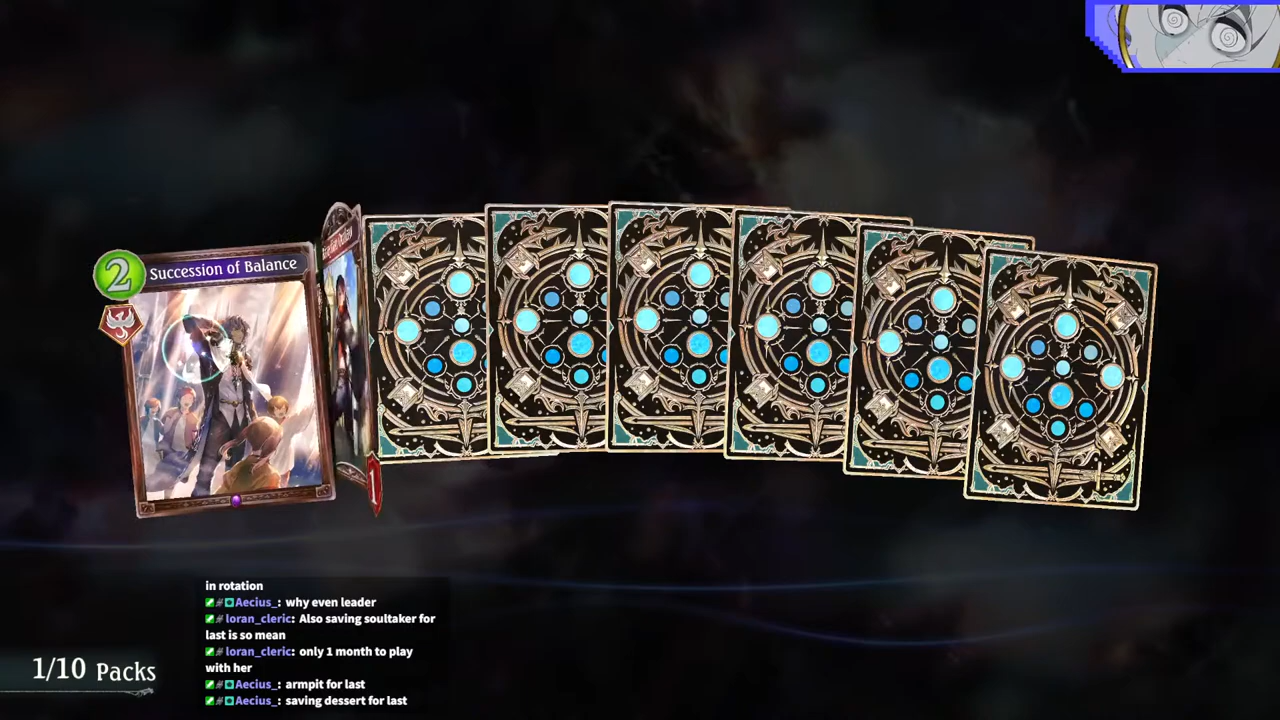 2
Succession of Balance
1
in rotation
Aecius_: why even leader
loran_cleric: Also saving soultaker for
last is so mean
loran_cleric: only 1 month to play
with her
Aecius_: armpit for last
Aecius_: saving dessert for last
1/10 Packs